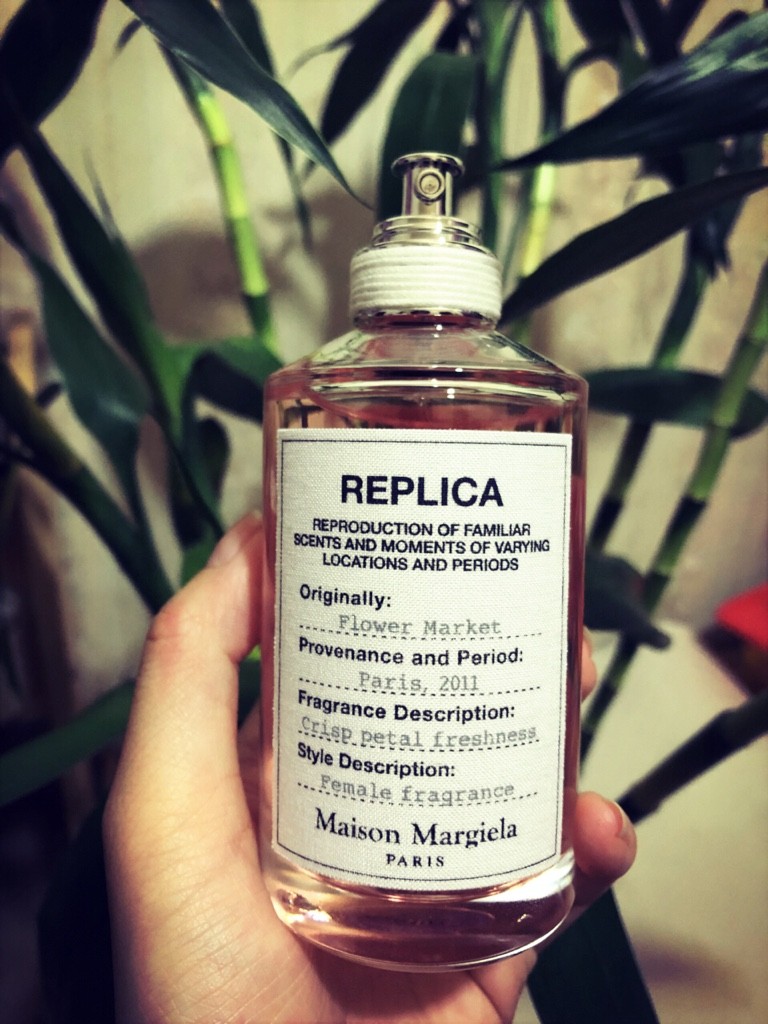 REPLICA
REPRODUCTION OF FAMILIAR
SCENTS AND MOMENTS OF VARYING
LOCATIONS AND PERIODS
Originally:
Flower Market
Provenance and Period:
Paris, 2011
Fragrance Description:
Crisp petal freshness
Style Description:
Female fragrance
Maison Margiela
PARIS